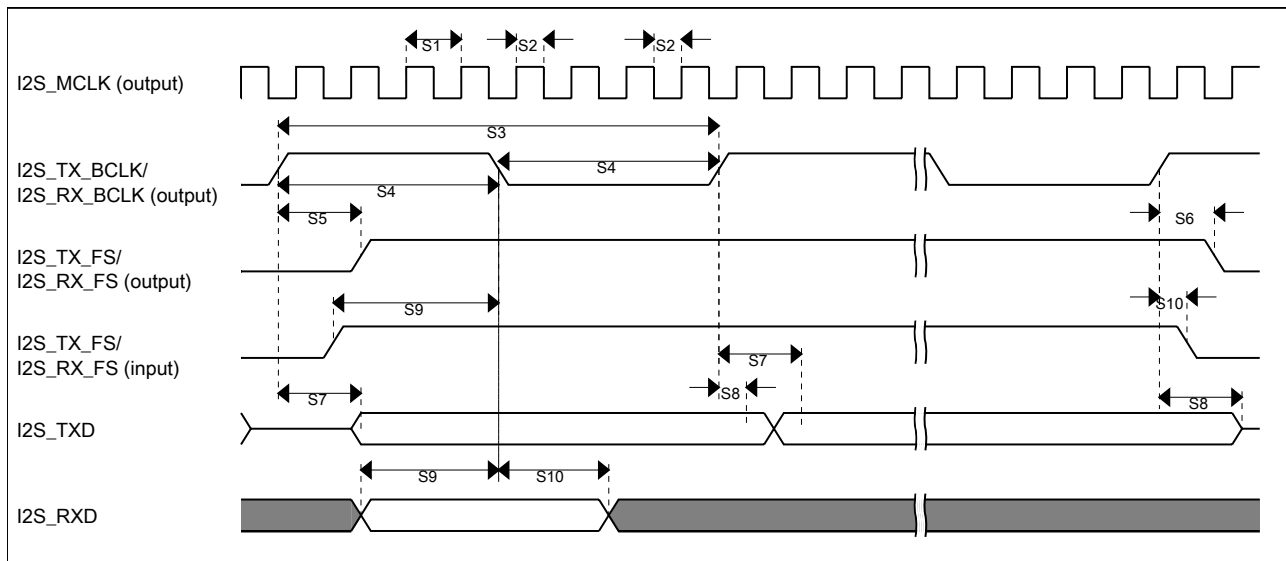 S1
S2
S2
I2S_MCLK (output)
S3
I2S_TX_BCLK/
I2S_RX_BCLK (output)
S4
S4
S5
S6
I2S_TX_FS/
I2S_RX_FS (output)
S9
S10
I2S_TX_FS/
I2S_RX_FS (input)
S7
S7
S8
S8
I2S_TXD
S9
S10
I2S_RXD